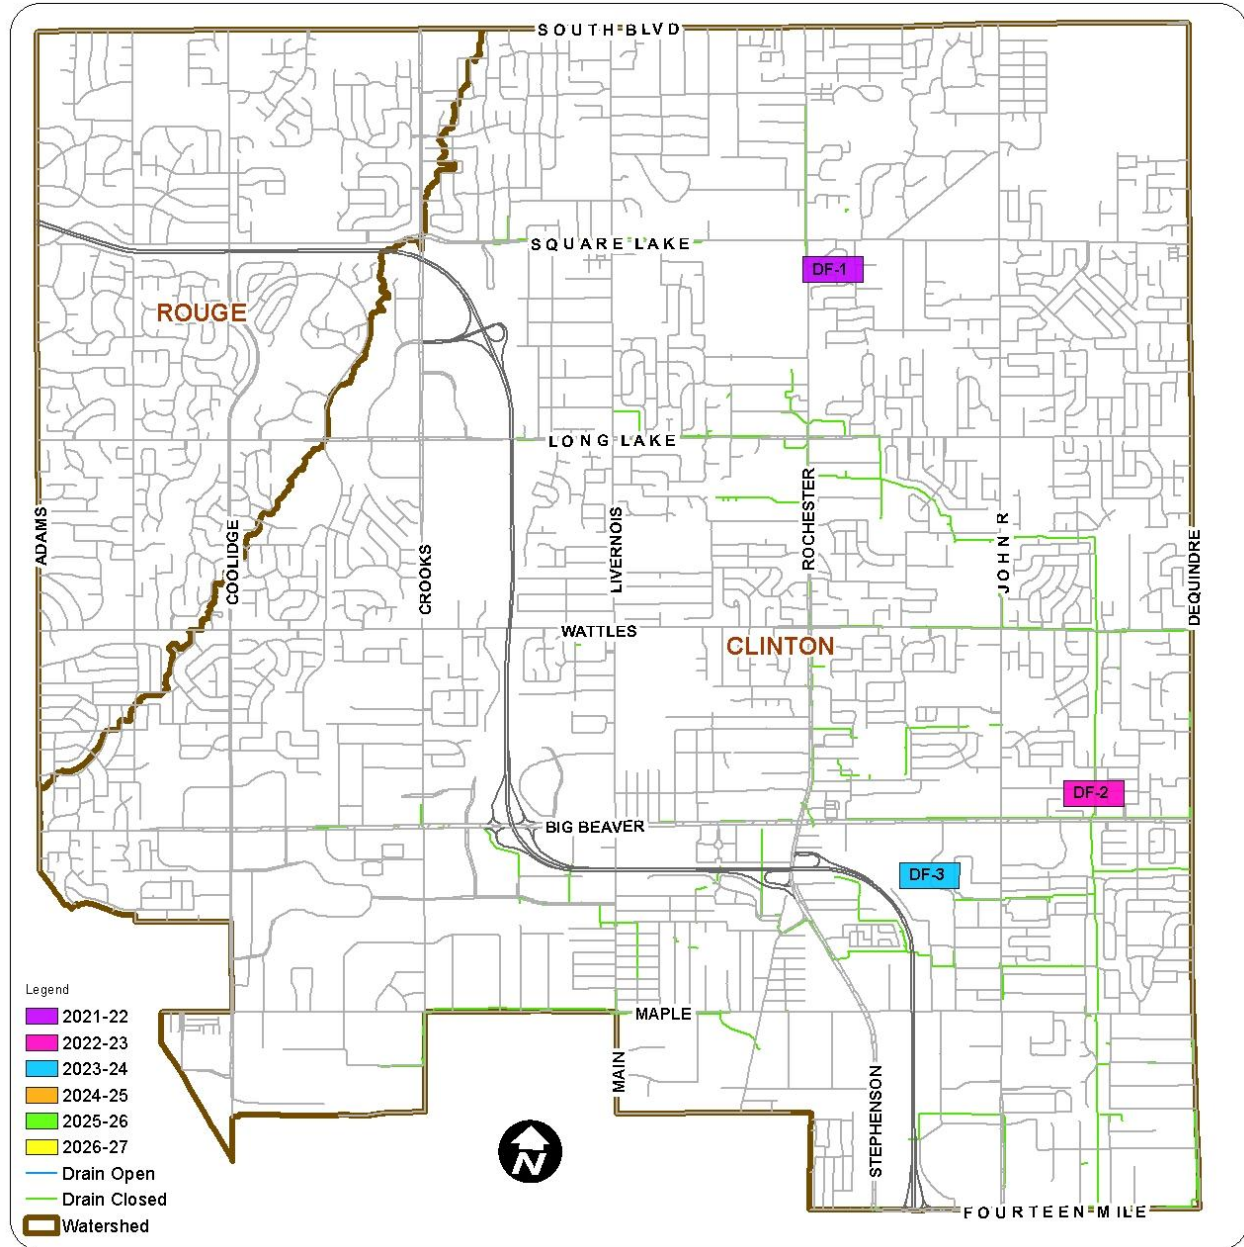 SOUTH BLVD
SQUARE LAKE
DF-1
ROUGE
LONG LAKE
ADAMS
COOLIDGE
CROOKS
LIVERNOIS
ROCHESTER
JOHN R
DEQUINDRE
WATTLES
CLINTON
DF-2
BIG BEAVER
DF-3
MAPLE
MAIN
STEPHENSON
FOURTEEN MILE
N
Legend
2021-22
2022-23
2023-24
2024-25
2025-26
2026-27
Drain Open
Drain Closed
Watershed